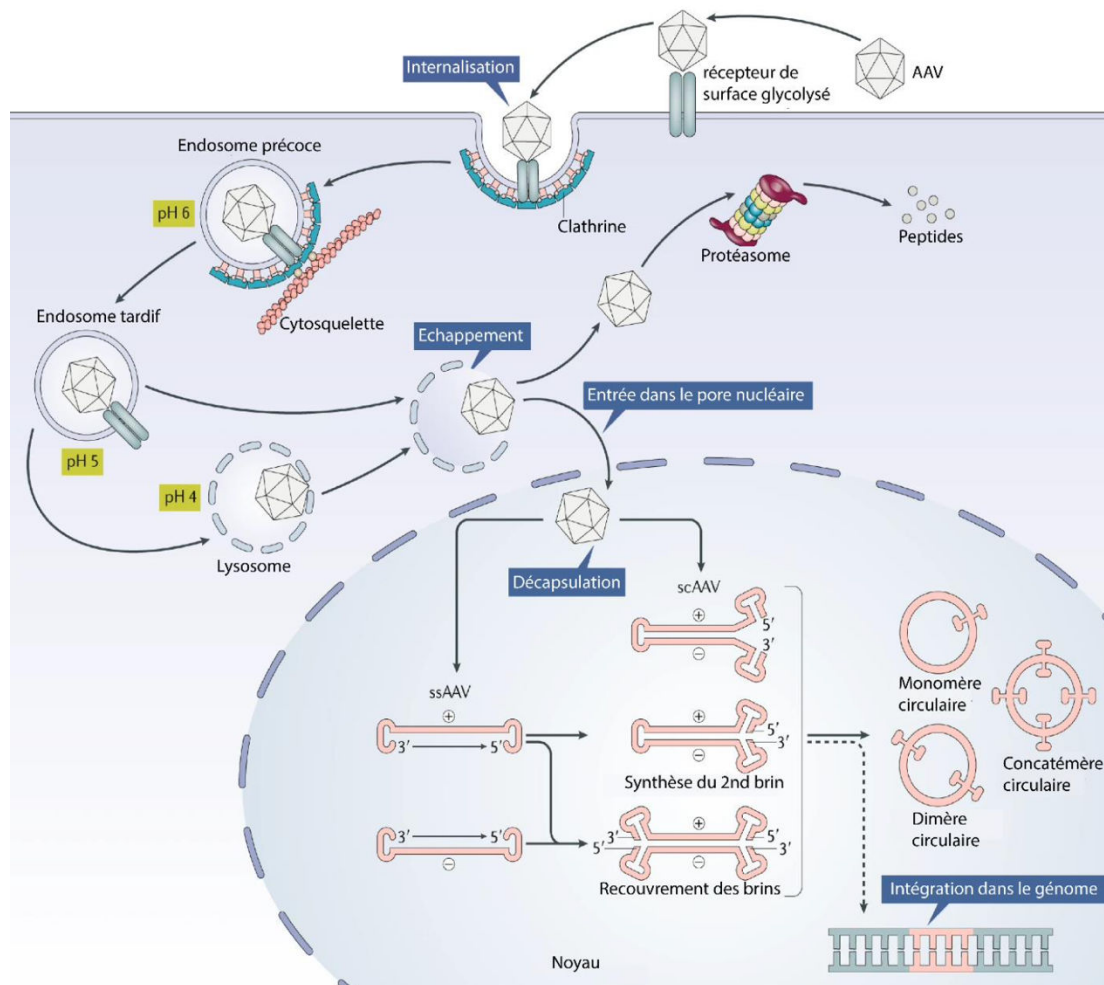 AAV
récepteur de
surface glycolysé
Internalisation
Endosome précoce
pH 6
Clathrine
Protéasome
Peptides
Cytosquelette
Endosome tardif
pH 5
Echappement
Entrée dans le pore nucléaire
pH 4
Lysosome
Décapsulation
scAAV
+
5′
3′
−
ssAAV
+
3′ 5′
+
5′
3′
−
Synthèse du 2nd brin
3′ 5′
−
+
3′ 5′
5′ 3′
−
Recouvrement des brins
Monomère
circulaire
Concatémère
circulaire
Dimère
circulaire
Intégration dans le génome
Noyau